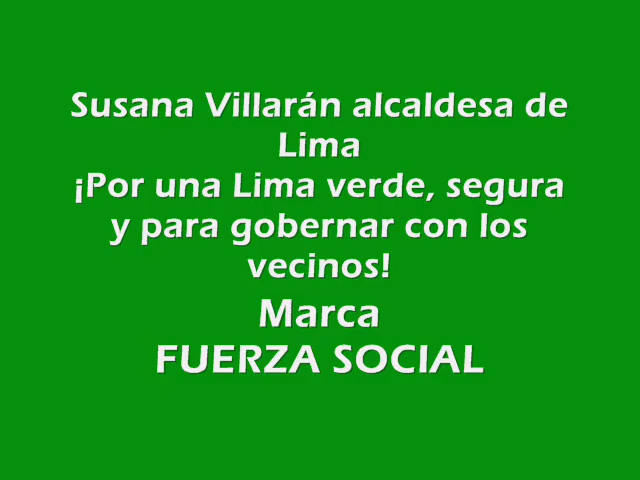 Susana Villarán alcaldesa de
Lima
¡Por una Lima verde, segura
y para gobernar con los
vecinos!
Marca
FUERZA SOCIAL